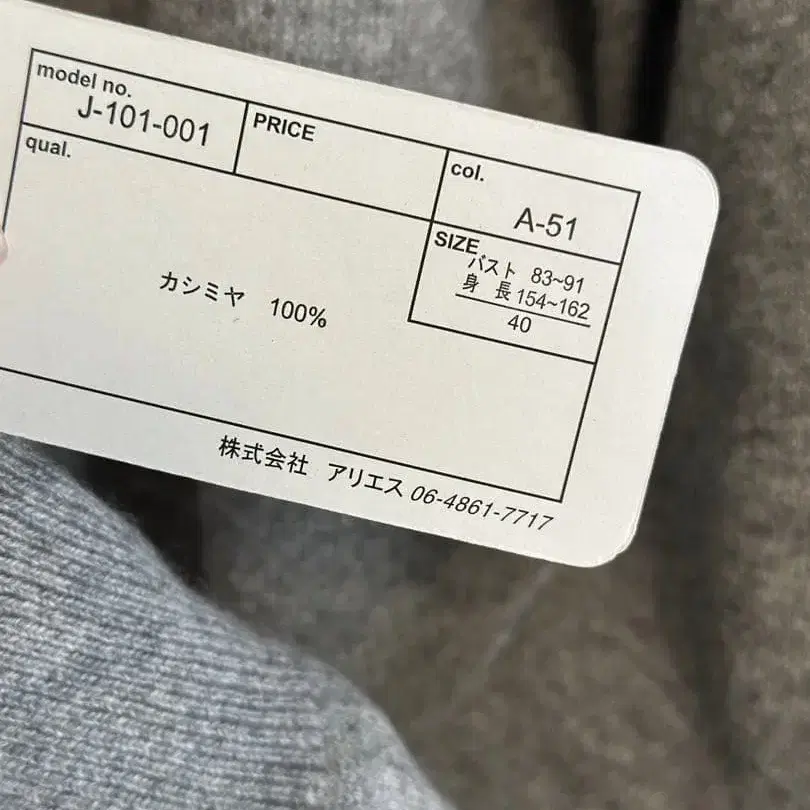 model no.
J-101-001
PRICE
col.
A-51
qual.
カシミヤ 100%
SIZE
バスト 83~91
身 長 154~162
40
株式会社 アリエス 06-4861-7717